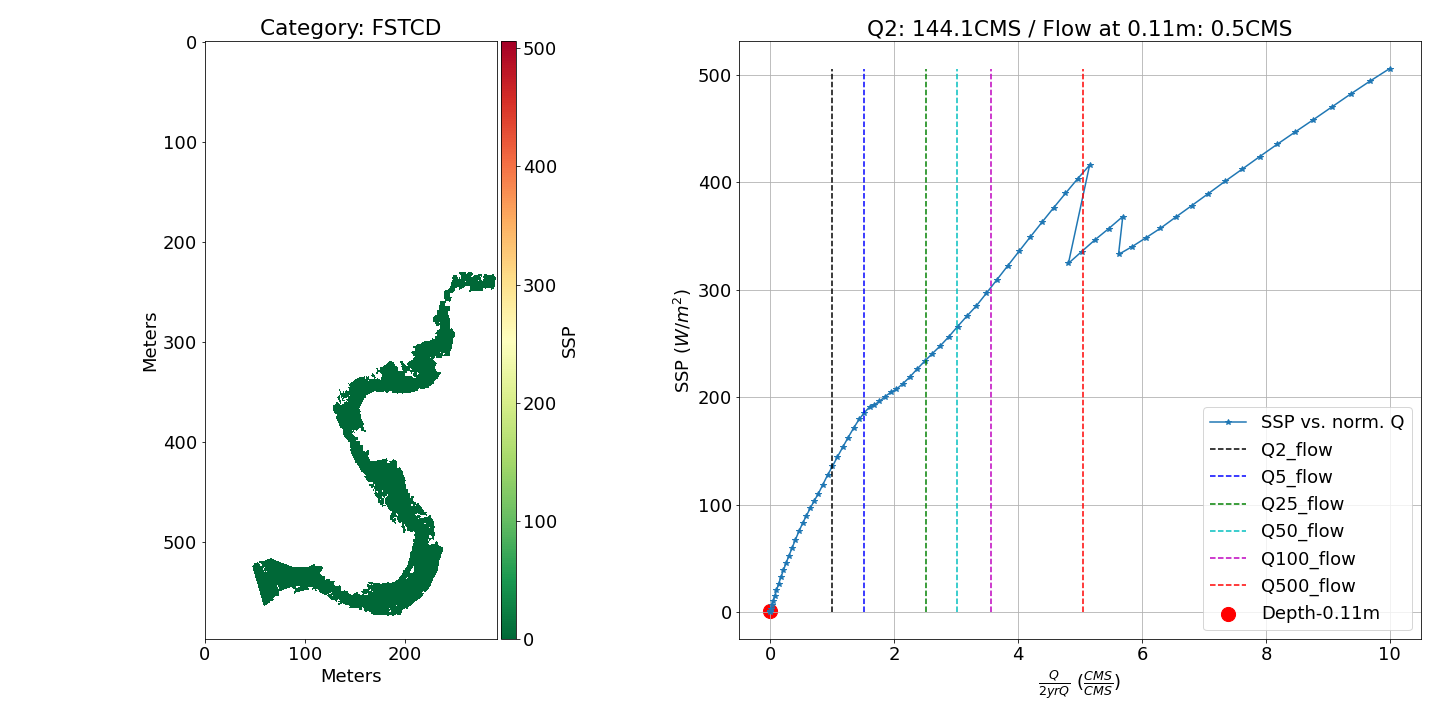 Category: FSTCD
0
100
200
300
400
500
Meters
0
100
200
Meters
500
400
300
200
100
0
SSP
Q2: 144.1CMS / Flow at 0.11m: 0.5CMS
500
400
300
200
100
0
SSP (W/m²)
0
2
4
6
8
10
Q/2yrQ (CMS/CMS)
SSP vs. norm. Q
Q2_flow
Q5_flow
Q25_flow
Q50_flow
Q100_flow
Q500_flow
Depth-0.11m